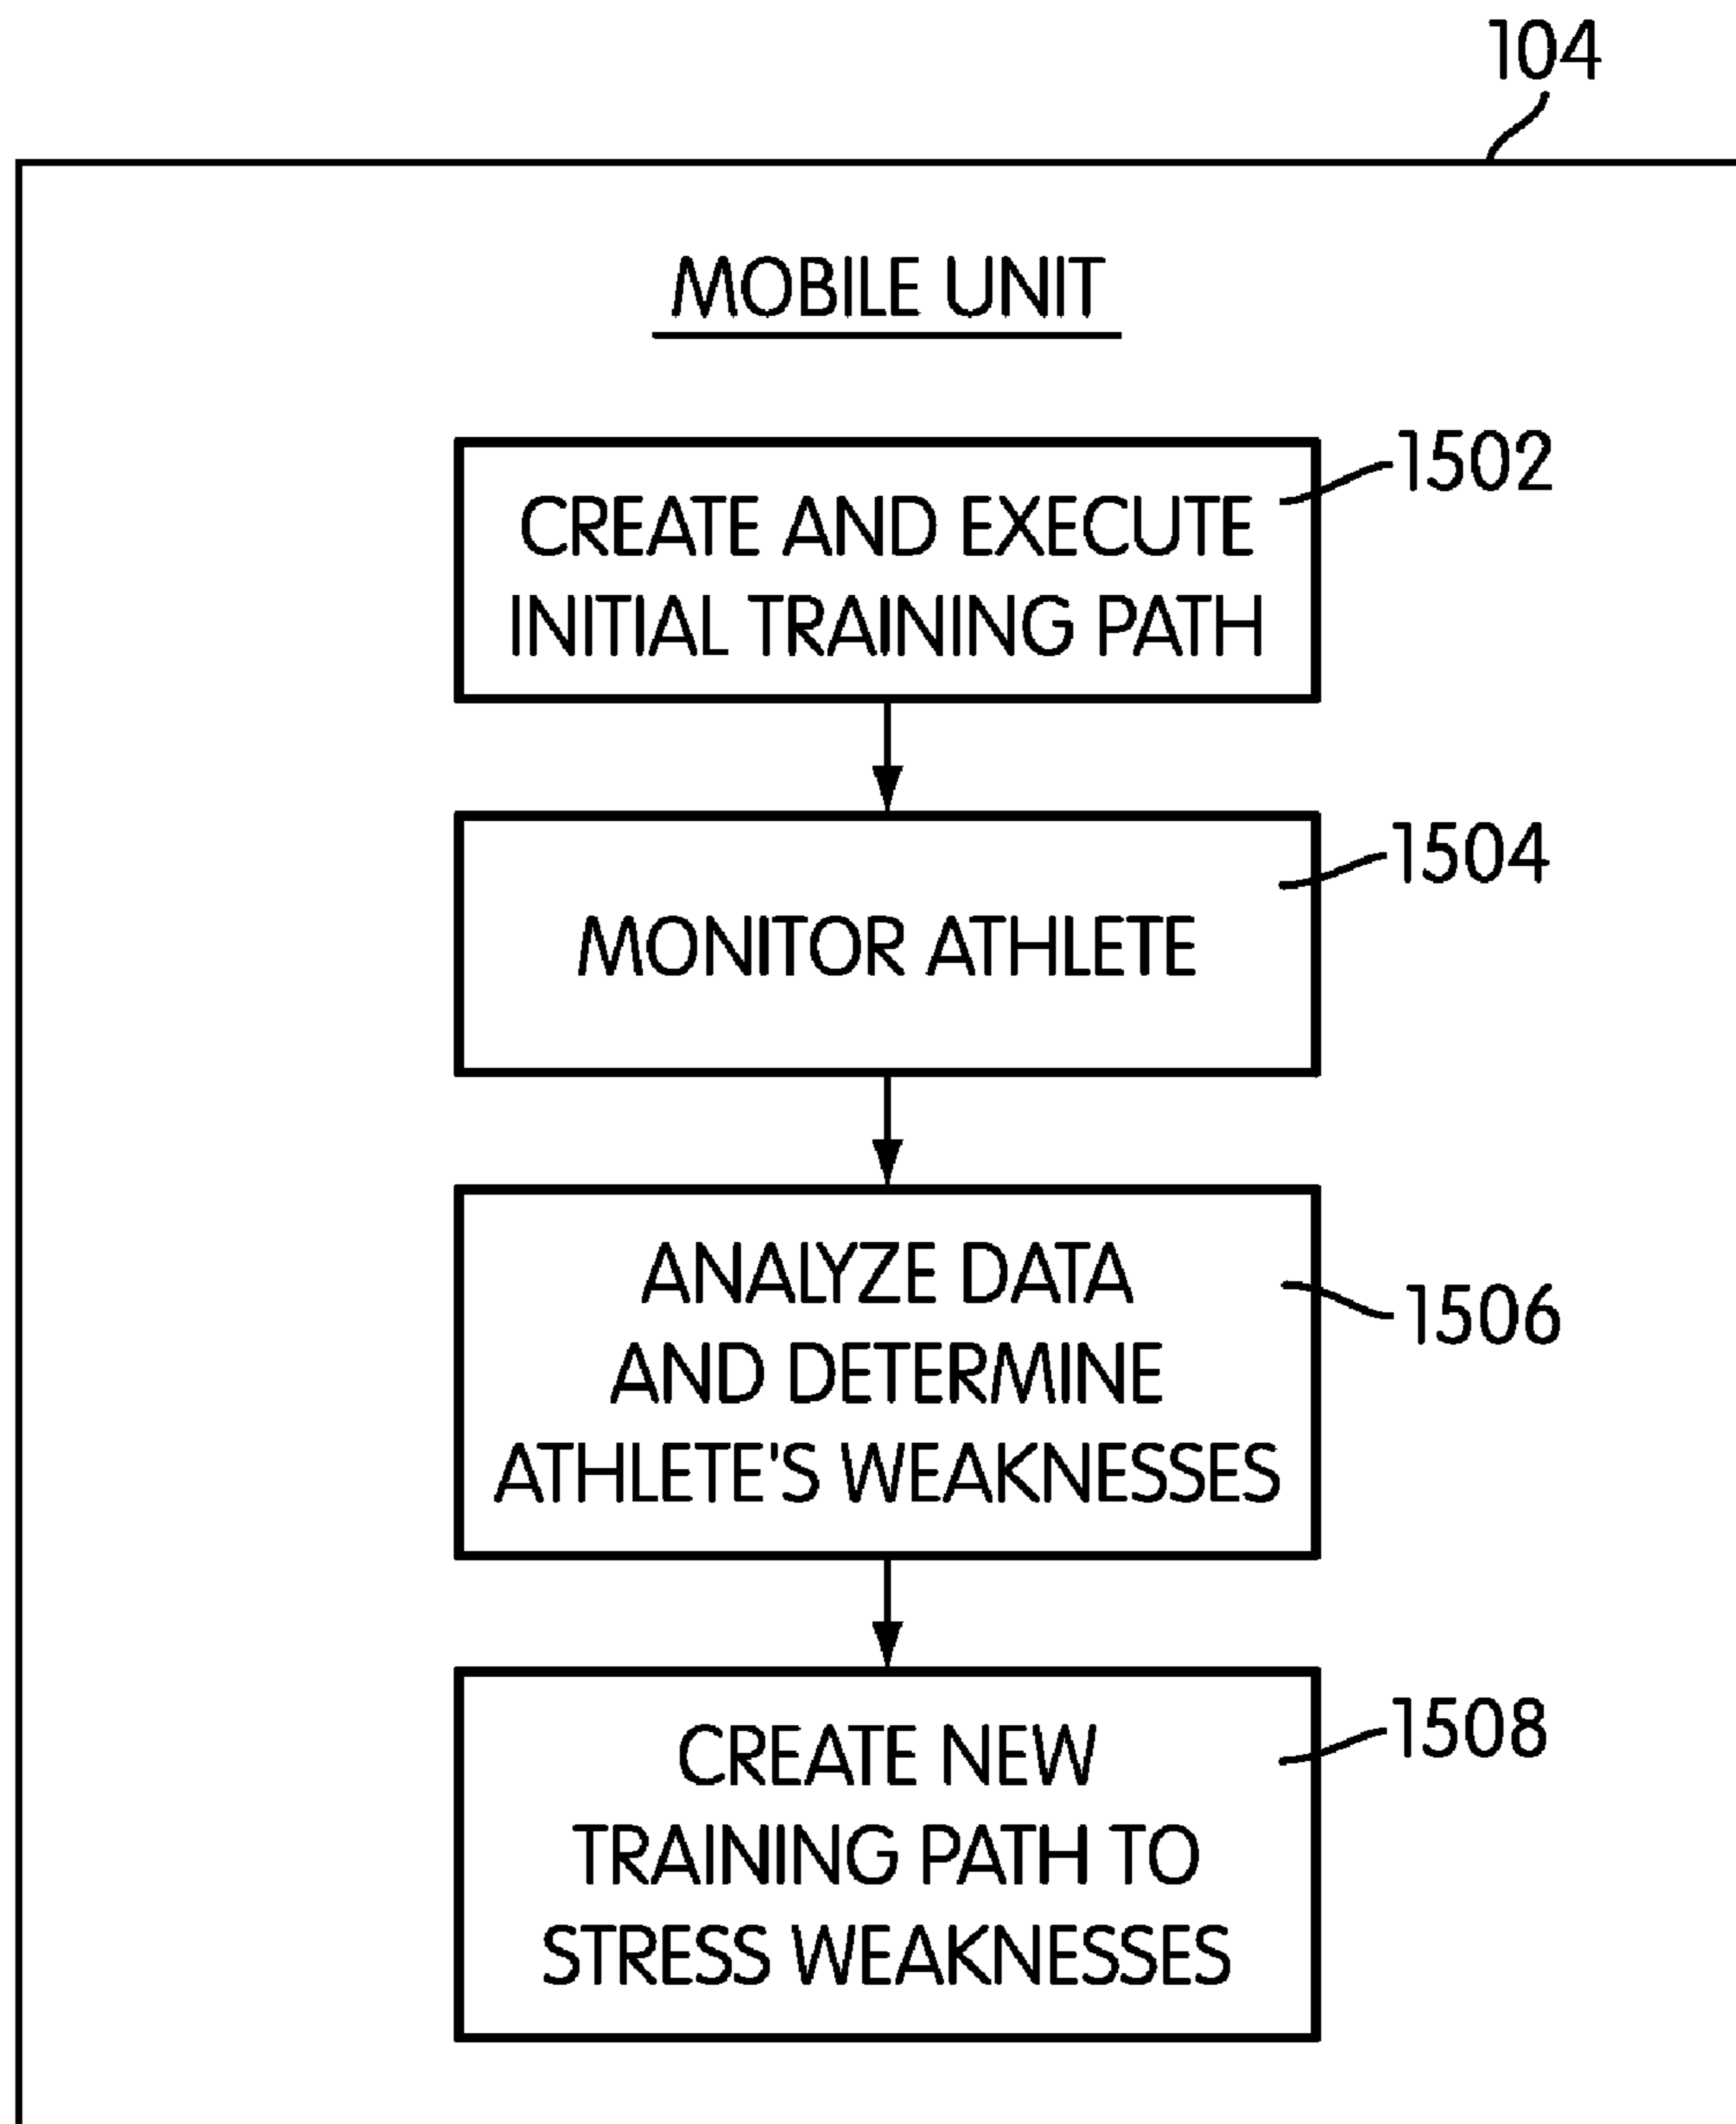 104
MOBILE UNIT
1502
CREATE AND EXECUTE
INITIAL TRAINING PATH
1504
MONITOR ATHLETE
ANALYZE DATA
1506
AND DETERMINE
ATHLETE'S WEAKNESSES
1508
CREATE NEW
TRAINING PATH TO
STRESS WEAKNESSES